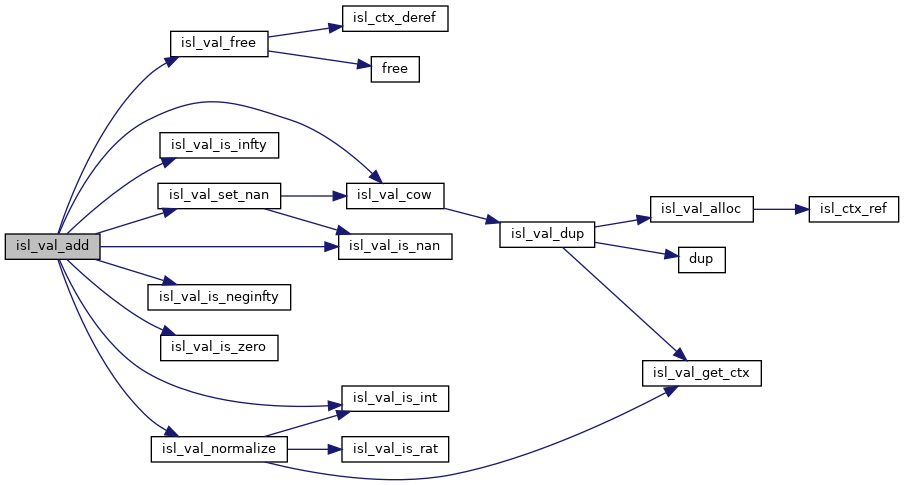 isl_ctx_deref
isl_val_free
free
isl_val_is_infty
isl_val_set_nan
isl_val_cow
isl_val_alloc
isl_ctx_ref
isl_val_dup
isl_val_add
isl_val_is_nan
dup
isl_val_is_neginfty
isl_val_is_zero
isl_val_get_ctx
isl_val_is_int
isl_val_normalize
isl_val_is_rat